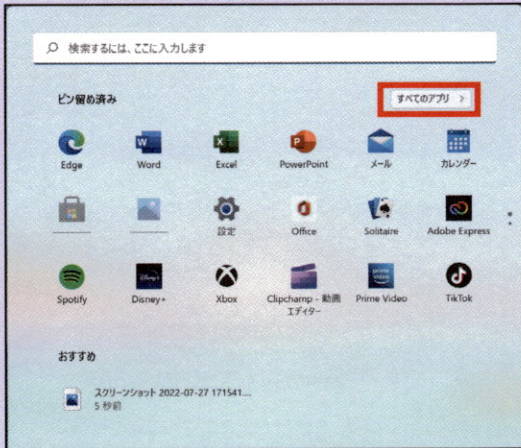 検索するには、ここに入力します
ピン留め済み
すべてのアプリ >
Edge
Word
Excel
PowerPoint
メール
カレンダー
設定
Office
Solitaire
Adobe Express
Spotify
Disney+
Xbox
Clipchamp - 動画
エディター
Prime Video
TikTok
おすすめ
スクリーンショット 2022-07-27 171541...
5 秒前